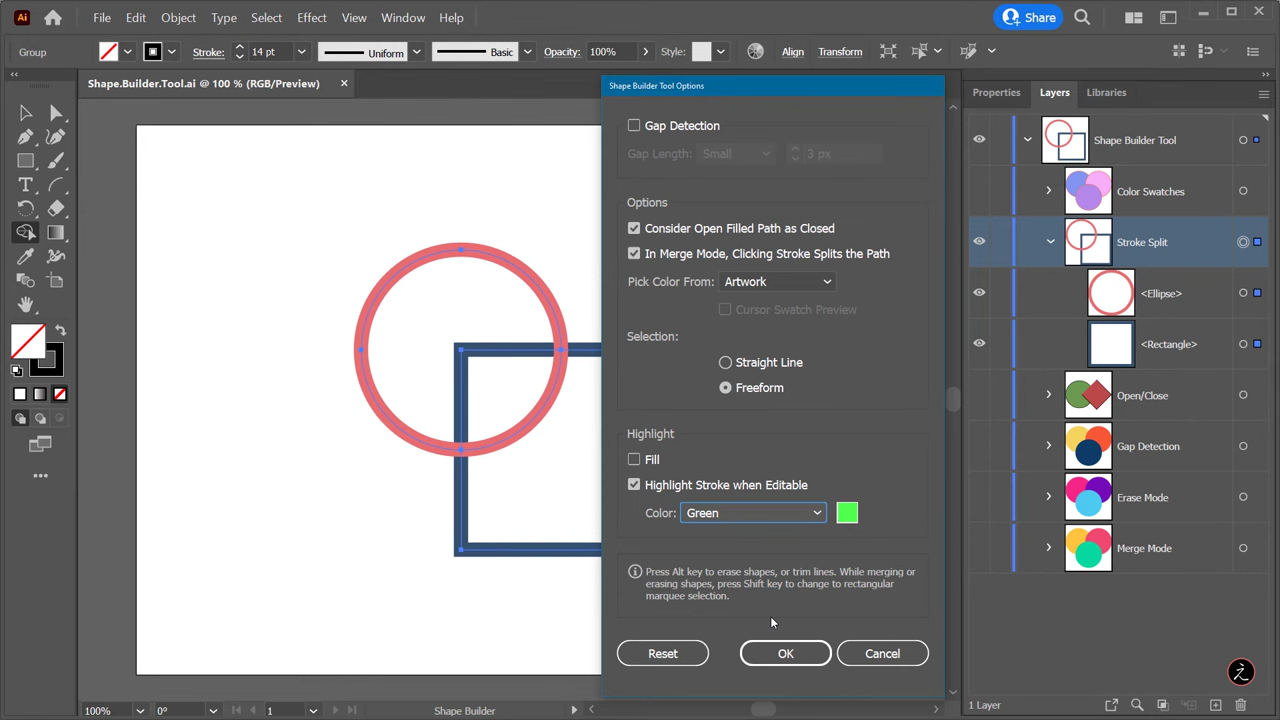 Ai File Edit Object Type Select Effect View Window Help Share
Group Stroke: 14 pt Uniform Basic Opacity: 100% Style: Align Transform
Shape.Builder.Tool.ai @ 100 % (RGB/Preview)
Shape Builder Tool Options
Gap Detection
Gap Length: Small 3 px
Options
Consider Open Filled Path as Closed
In Merge Mode, Clicking Stroke Splits the Path
Pick Color From: Artwork
Cursor Swatch Preview
Selection:
Straight Line
Freeform
Highlight
Fill
Highlight Stroke when Editable
Color: Green
Press Alt key to erase shapes, or trim lines. While merging or
erasing shapes, press Shift key to change to rectangular
marquee selection.
Reset OK Cancel
Properties Layers Libraries
Shape Builder Tool
Color Swatches
Stroke Split
<Ellipse>
<Rectangle>
Open/Close
Gap Detection
Erase Mode
Merge Mode
100% 0° 1 Shape Builder
1 Layer